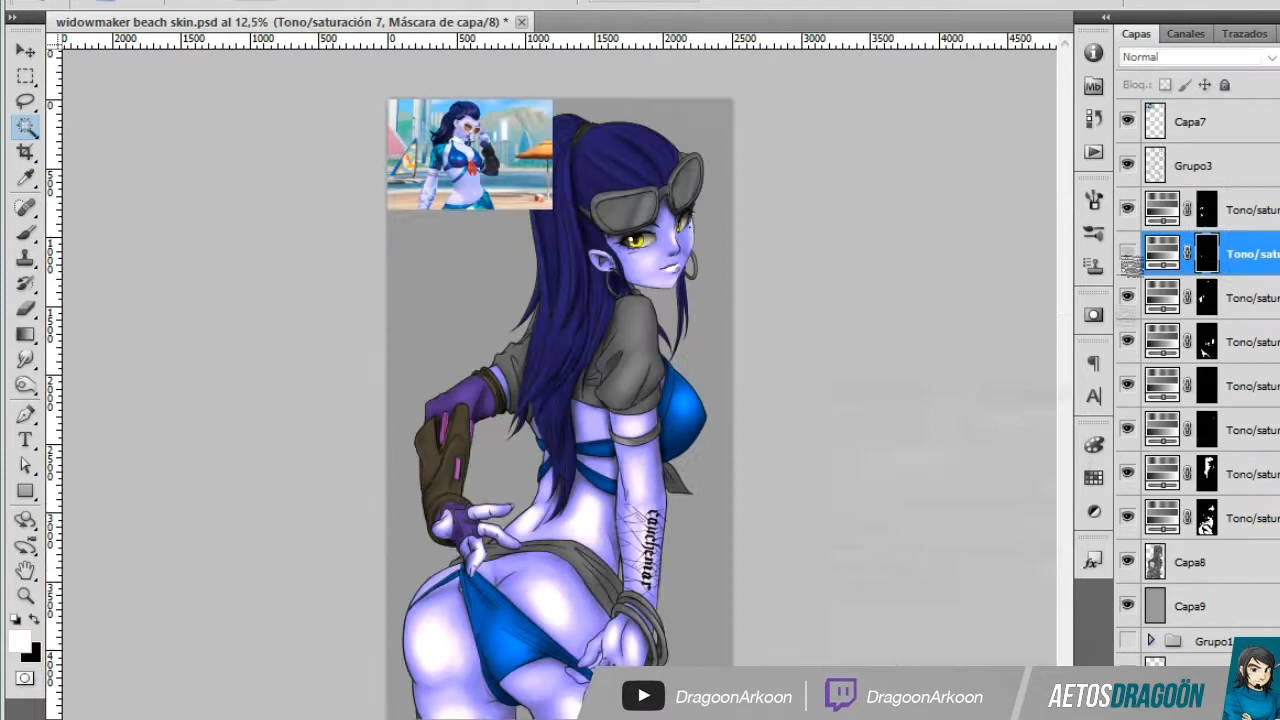 widowmaker beach skin.psd al 12,5% (Tono/saturación 7, Máscara de capa/8) *
2000 1500 1000 500 0 500 1000 1500 2000 2500 3000 3500 4000 4500
Capas Canales Trazados
Normal
Bloq.:
Capa7
Grupo3
Tono/satur
Tono/satu
Tono/satur
Tono/satur
Tono/satur
Tono/satur
Tono/satur
Tono/satur
Capa8
Capa9
Grupo1
DragoonArkoon
DragoonArkoon
AETOSDRAGOÖN